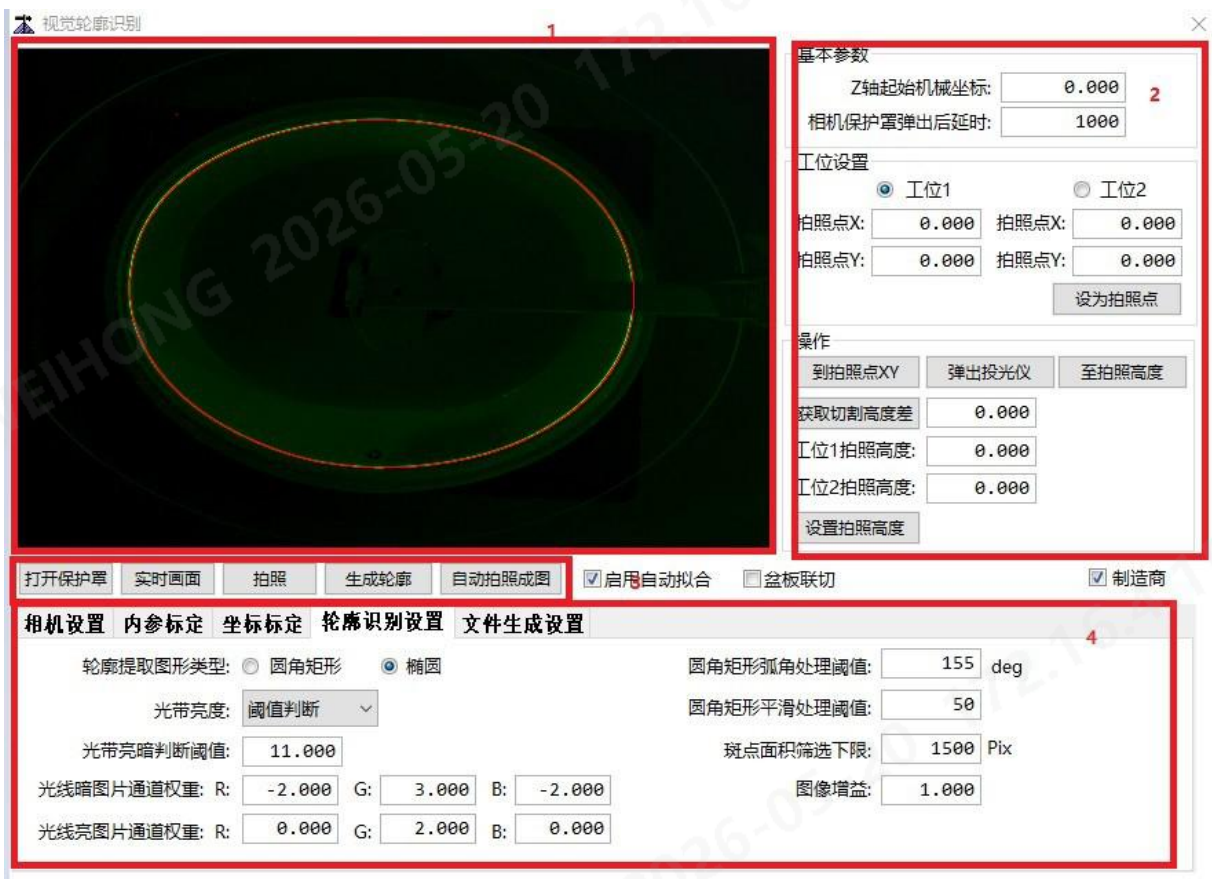 视觉轮廓识别
1
基本参数
Z轴起始机械坐标: 0.000
2
相机保护罩弹出后延时: 1000
工位设置
工位1 工位2
拍照点X: 0.000 拍照点X: 0.000
拍照点Y: 0.000 拍照点Y: 0.000
设为拍照点
操作
到拍照点XY 弹出投光仪 至拍照高度
获取切割高度差 0.000
工位1拍照高度: 0.000
工位2拍照高度: 0.000
设置拍照高度
打开保护罩 实时画面 拍照 生成轮廓 自动拍照成图 3 启用自动拟合 盆板联切 制造商
相机设置 内参标定 坐标标定 轮廓识别设置 文件生成设置
4
轮廓提取图形类型: 圆角矩形 椭圆 圆角矩形弧角处理阈值: 155 deg
光带亮度: 阈值判断 圆角矩形平滑处理阈值: 50
光带亮暗判断阈值: 11.000 斑点面积筛选下限: 1500 Pix
光线暗图片通道权重: R: -2.000 G: 3.000 B: -2.000 图像增益: 1.000
光线亮图片通道权重: R: 0.000 G: 2.000 B: 0.000
WEIHONG 2026-05-20 172.16